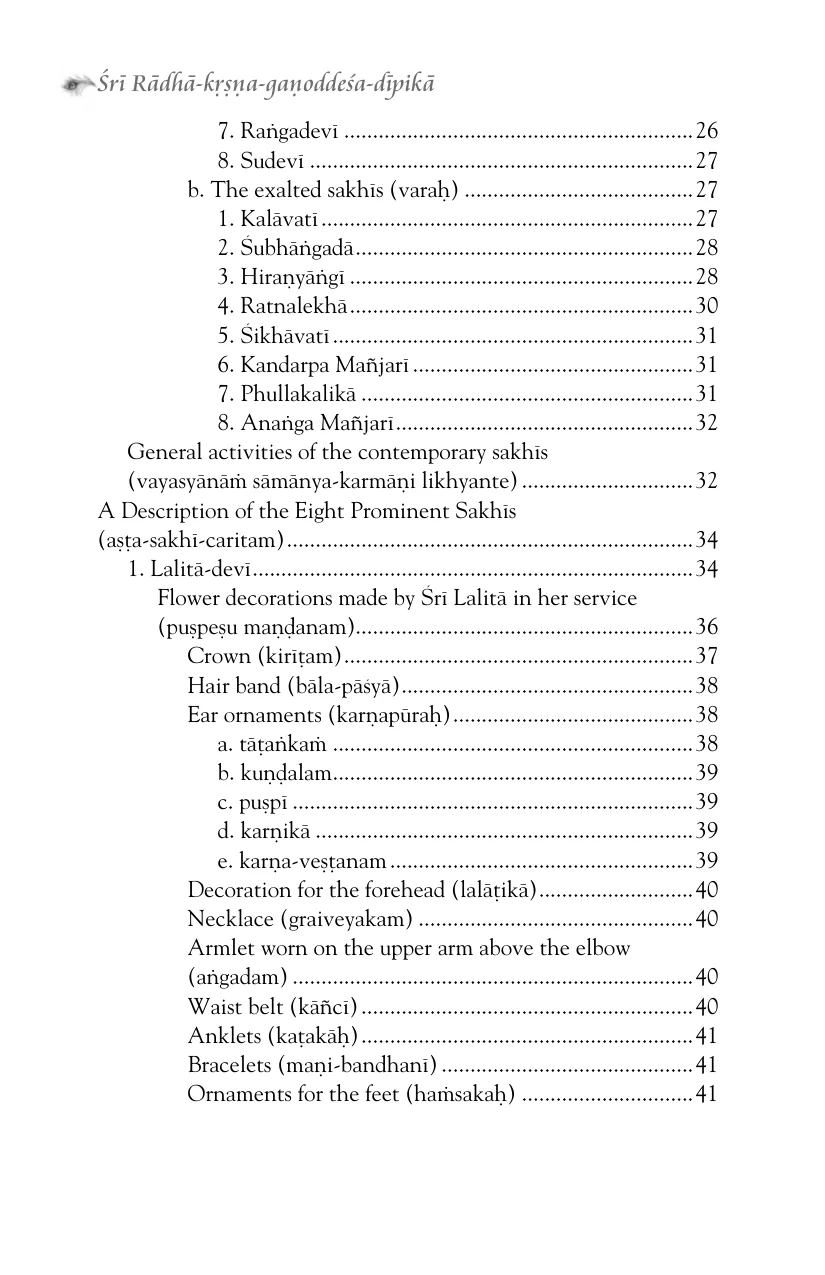 Śrī Rādhā-kṛṣṇa-gaṇoddeśa-dīpikā
7. Raṅgadevī .............................................................26
8. Sudevī ...................................................................27
b. The exalted sakhīs (varaḥ) ........................................27
1. Kalāvatī.................................................................27
2. Śubhāṅgadā...........................................................28
3. Hiraṇyāṅgī ............................................................28
4. Ratnalekhā............................................................30
5. Śikhāvatī...............................................................31
6. Kandarpa Mañjarī.................................................31
7. Phullakalikā ..........................................................31
8. Anaṅga Mañjarī....................................................32
General activities of the contemporary sakhīs
(vayasyānāṁ sāmānya-karmāṇi likhyante) ..............................32
A Description of the Eight Prominent Sakhīs
(aṣṭa-sakhī-caritam).......................................................................34
1. Lalitā-devī.............................................................................34
Flower decorations made by Śrī Lalitā in her service
(puṣpeṣu maṇḍanam)...........................................................36
Crown (kirīṭam).............................................................37
Hair band (bāla-pāśyā)...................................................38
Ear ornaments (karṇapūraḥ)..........................................38
a. tāṭaṅkaṁ ...............................................................38
b. kuṇḍalam...............................................................39
c. puṣpī ......................................................................39
d. karṇikā ..................................................................39
e. karṇa-veṣṭanam.....................................................39
Decoration for the forehead (lalāṭikā)...........................40
Necklace (graiveyakam) ................................................40
Armlet worn on the upper arm above the elbow
(aṅgadam) ......................................................................40
Waist belt (kāñcī)..........................................................40
Anklets (kaṭakāḥ)..........................................................41
Bracelets (maṇi-bandhanī)............................................41
Ornaments for the feet (haṁsakaḥ) ..............................41